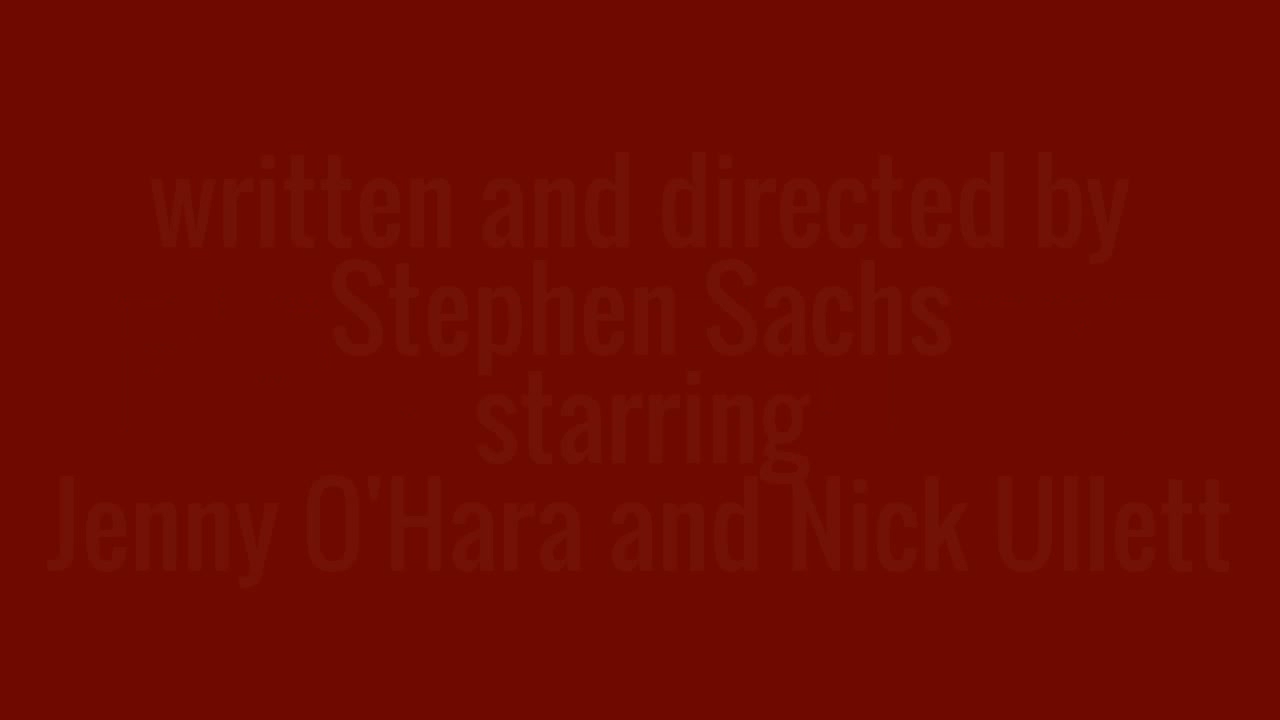 written and directed by
Stephen Sachs
starring
Jenny O'Hara and Nick Ullett